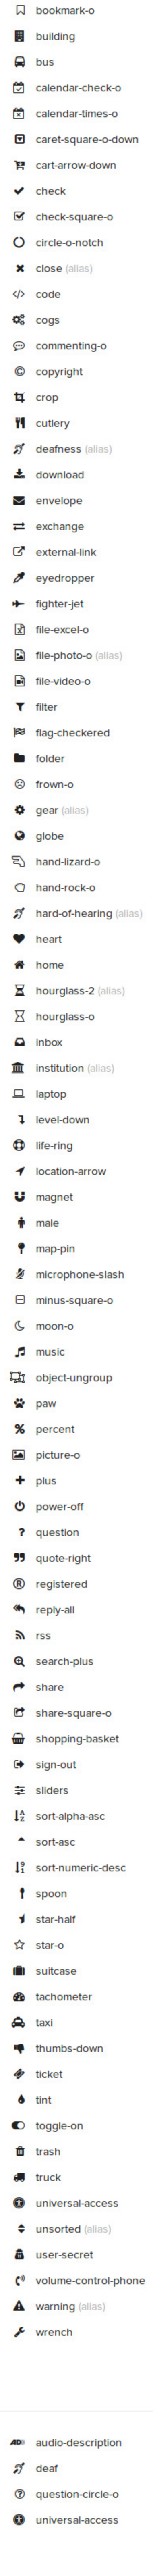 bookmark-o
building
bus
calendar-check-o
calendar-times-o
caret-square-o-down
cart-arrow-down
check
check-square-o
circle-o-notch
close (alias)
code
cogs
commenting-o
copyright
crop
cutlery
deafness (alias)
download
envelope
exchange
external-link
eyedropper
fighter-jet
file-excel-o
file-photo-o (alias)
file-video-o
filter
flag-checkered
folder
frown-o
gear (alias)
globe
hand-lizard-o
hand-rock-o
hard-of-hearing (alias)
heart
home
hourglass-2 (alias)
hourglass-o
inbox
institution (alias)
laptop
level-down
life-ring
location-arrow
magnet
male
map-pin
microphone-slash
minus-square-o
moon-o
music
object-ungroup
paw
percent
picture-o
plus
power-off
question
quote-right
registered
reply-all
rss
search-plus
share
share-square-o
shopping-basket
sign-out
sliders
sort-alpha-asc
sort-asc
sort-numeric-desc
spoon
star-half
star-o
suitcase
tachometer
taxi
thumbs-down
ticket
tint
toggle-on
trash
truck
universal-access
unsorted (alias)
user-secret
volume-control-phone
warning (alias)
wrench
audio-description
deaf
question-circle-o
universal-access